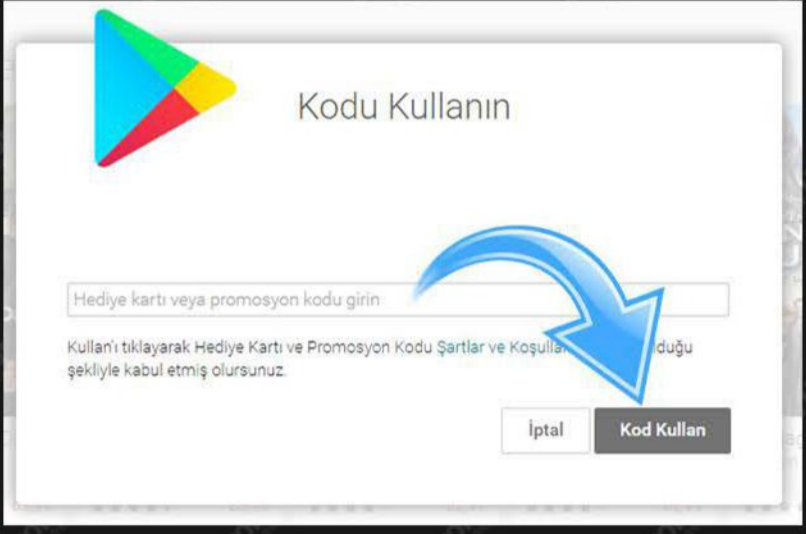 Kodu Kullanın
Hediye kartı veya promosyon kodu girin
Kullan'ı tıklayarak Hediye Kartı ve Promosyon Kodu Şartlar ve Koşulla
şekliyle kabul etmiş olursunuz.
İptal
Kod Kullan